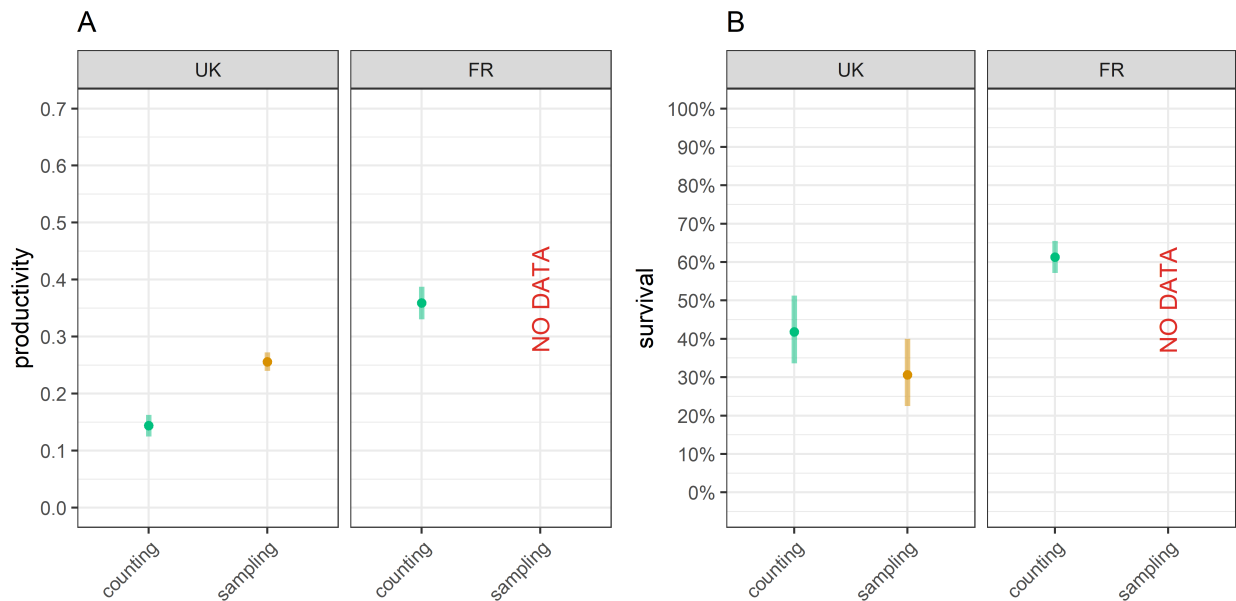 A
UK
FR
productivity
0.7
0.6
0.5
0.4
0.3
0.2
0.1
0.0
NO DATA
counting
sampling
counting
sampling
B
UK
FR
survival
100%
90%
80%
70%
60%
50%
40%
30%
20%
10%
0%
NO DATA
counting
sampling
counting
sampling